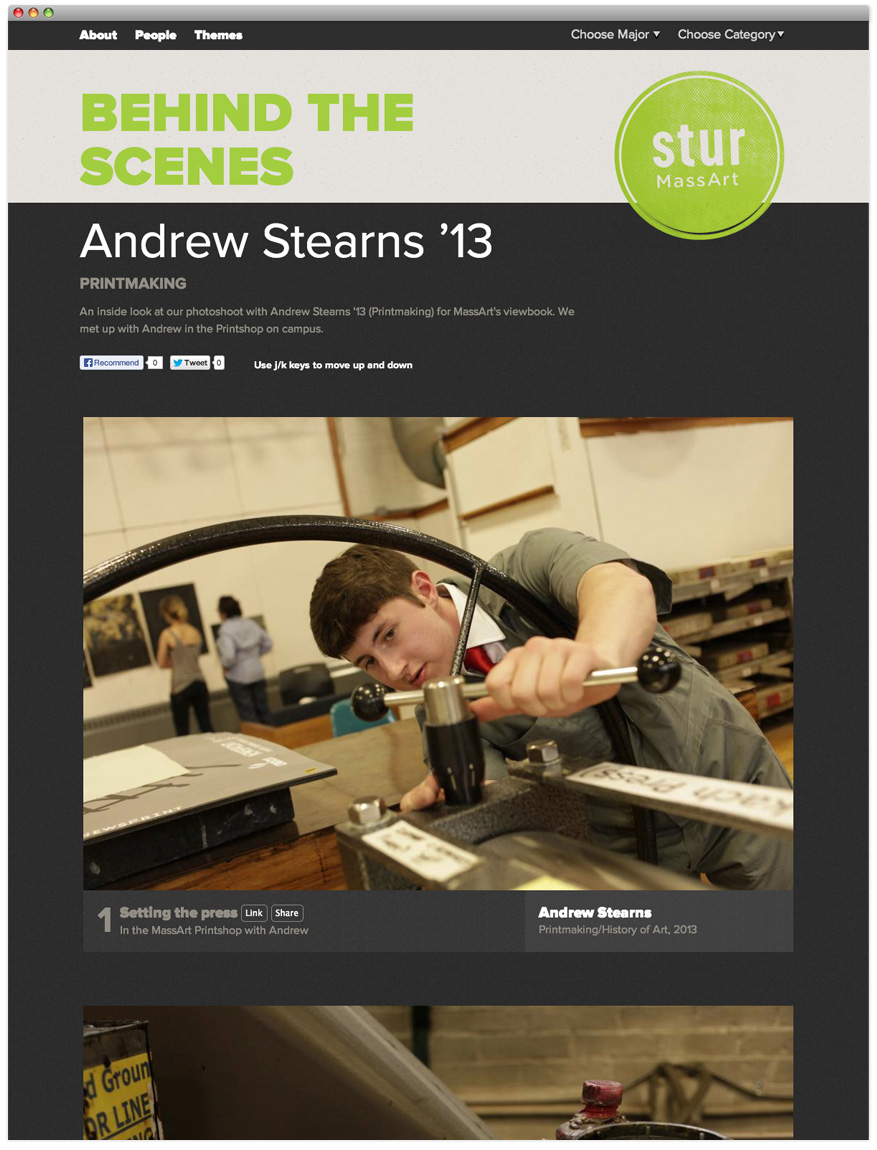 About People Themes Choose Major Choose Category
BEHIND THE
SCENES
stur
MassArt
Andrew Stearns ’13
PRINTMAKING
An inside look at our photoshoot with Andrew Stearns ’13 (Printmaking) for MassArt's viewbook. We
met up with Andrew in the Printshop on campus.
Recommend 0 Tweet 0 Use j/k keys to move up and down
NEWSPRINT
Press
1 Setting the press Link Share
In the MassArt Printshop with Andrew
Andrew Stearns
Printmaking/History of Art, 2013
d Groun
OR LINE